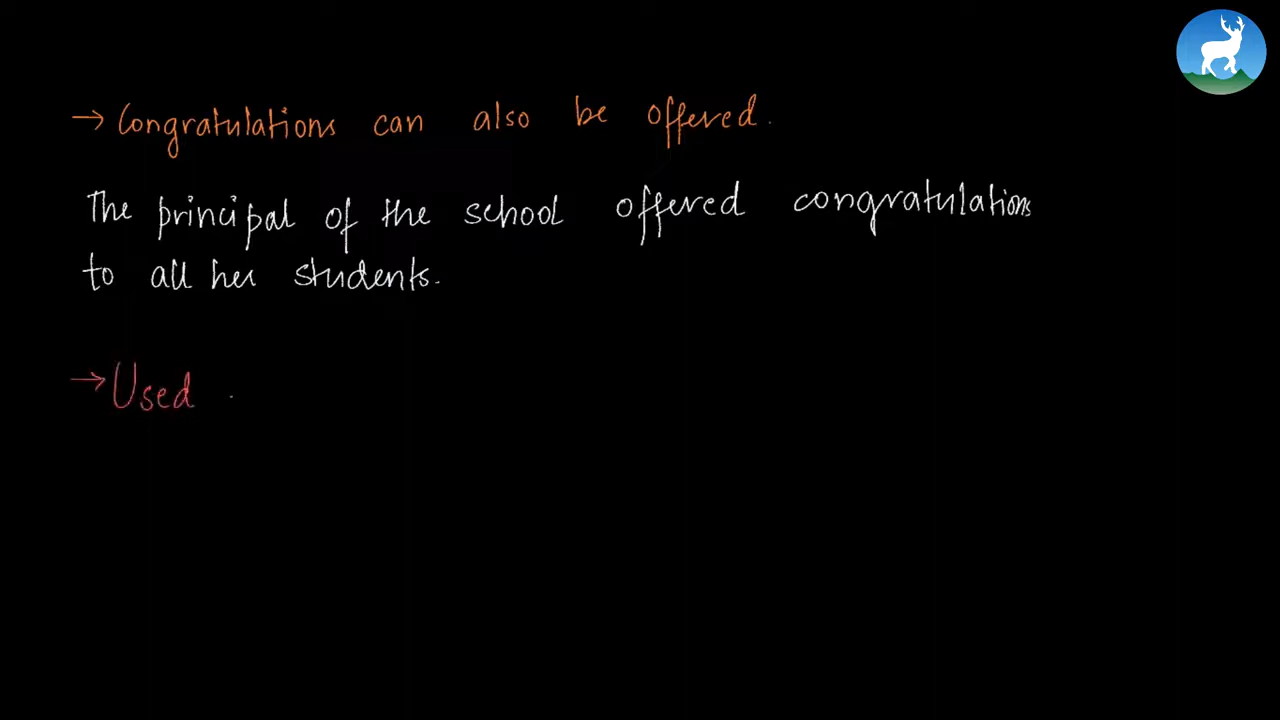 → Congratulations can also be offered.
The principal of the school offered congratulations
to all her students.
→ Used